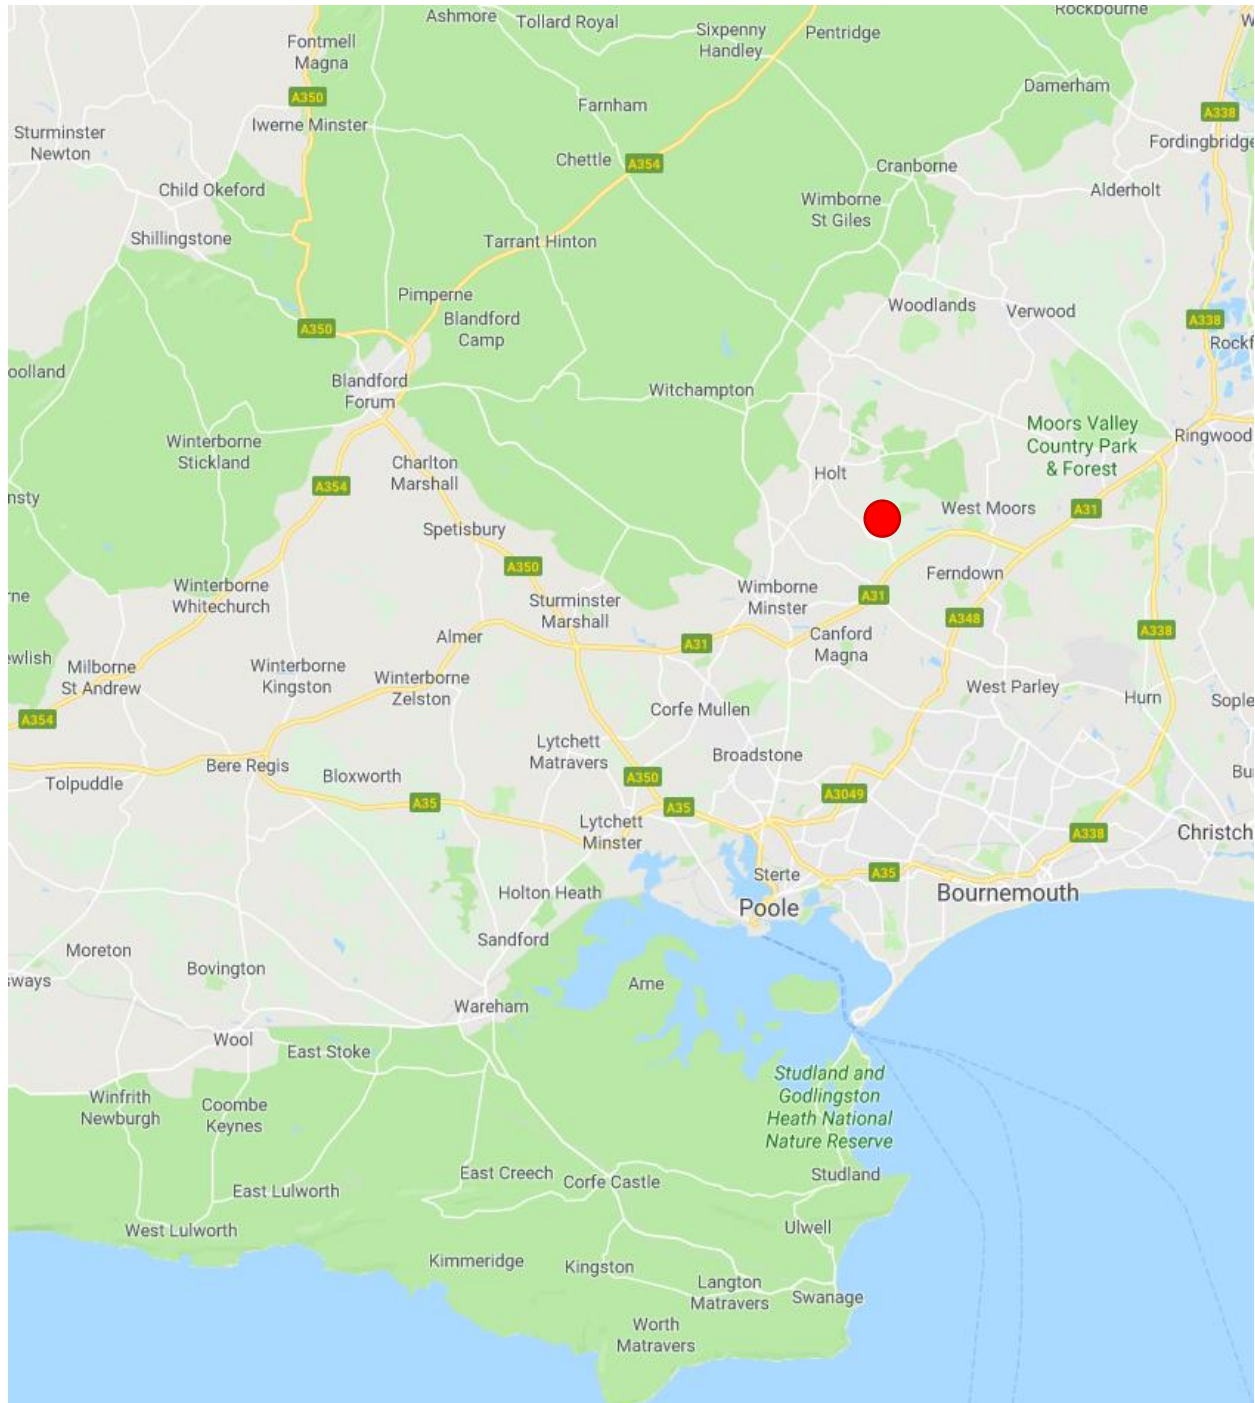 Ashmore
Tollard Royal
Sixpenny
Handley
Pentridge
Rockbourne
W
Fontmell
Magna
A350
Farnham
Damerham
A338
Sturminster
Newton
Iwerne Minster
Chettle
A354
Cranborne
Fordingbridge
Child Okeford
Wimborne
St Giles
Alderholt
Shillingstone
Tarrant Hinton
Pimperne
Blandford
Camp
Woodlands
Verwood
A350
A338
Rockf
oolland
Blandford
Forum
Witchampton
Moors Valley
Country Park
& Forest
Ringwood
Winterborne
Stickland
Charlton
Marshall
Holt
A354
nsty
West Moors
A31
Spetisbury
A350
Winterborne
Whitechurch
Sturminster
Marshall
Wimborne
Minster
A31
Ferndown
rne
A348
Almer
A31
Canford
Magna
A338
ewlish
Milborne
St Andrew
Winterborne
Kingston
Winterborne
Zelston
West Parley
Hurn
Sople
A354
Corfe Mullen
Lytchett
Matravers
Broadstone
Tolpuddle
Bere Regis
Bloxworth
A350
Bu
A35
A35
A3049
Lytchett
Minster
A338
Christch
Sterte
A35
Holton Heath
Poole
Bournemouth
Sandford
Moreton
Bovington
sways
Arne
Wareham
Wool
East Stoke
Winfrith
Newburgh
Coombe
Keynes
Studland and
Godlingston
Heath National
Nature Reserve
East Creech
Corfe Castle
Studland
East Lulworth
West Lulworth
Ulwell
Kimmeridge
Kingston
Langton
Matravers
Swanage
Worth
Matravers